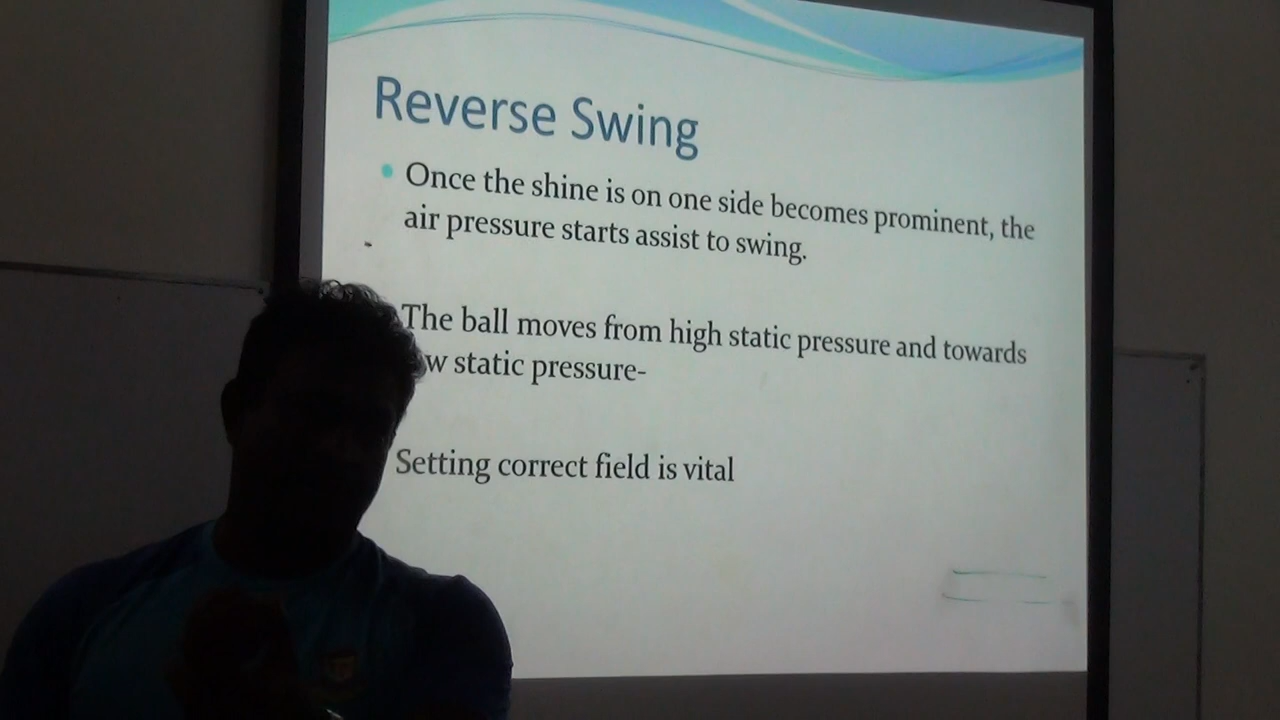 Reverse Swing
Once the shine is on one side becomes prominent, the
air pressure starts assist to swing.
The ball moves from high static pressure and towards
static pressure-
Setting correct field is vital